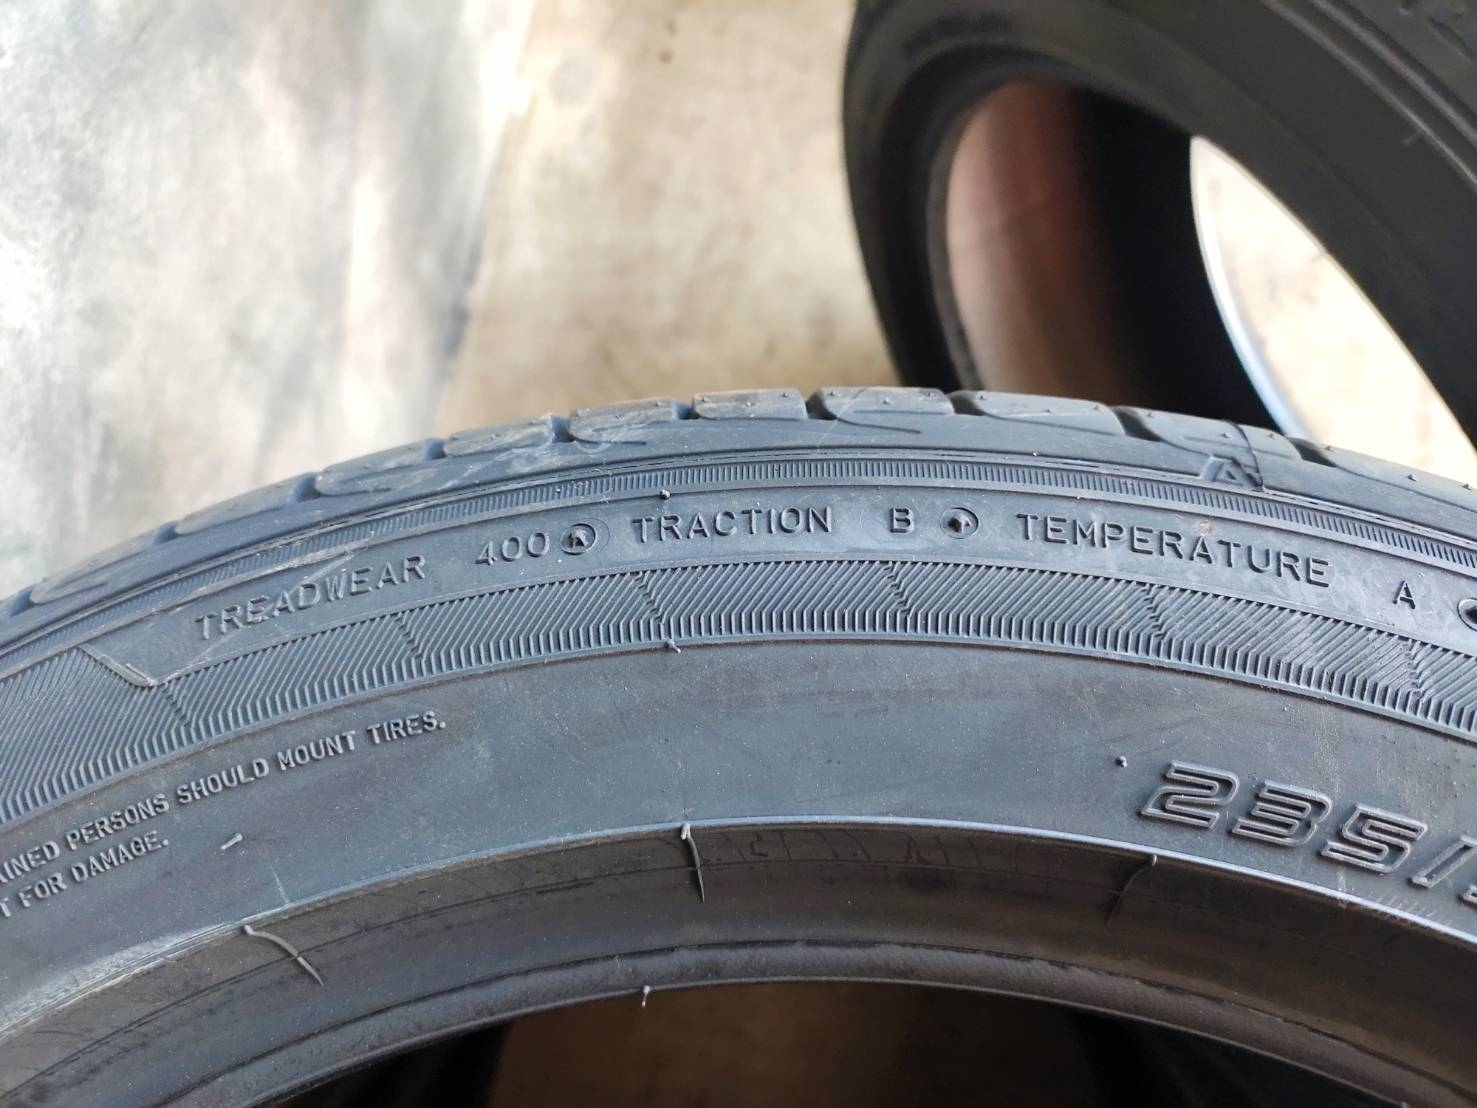 TREADWEAR 400 TRACTION B TEMPERATURE A
SHOULD MOUNT TIRES.
PERSONS
FOR DAMAGE.
235/